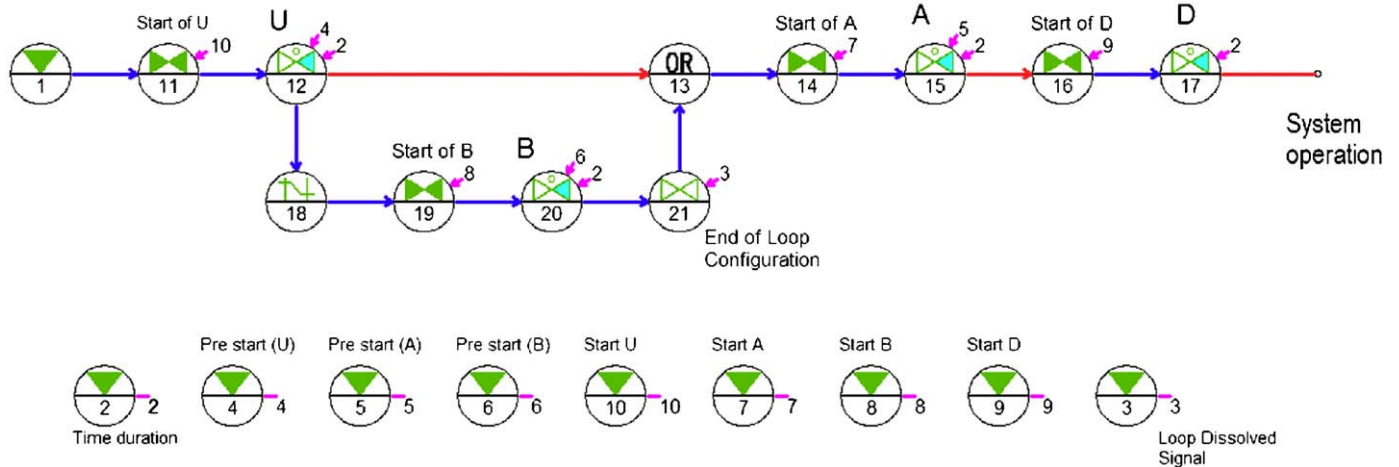 Start of U
U
Start of A
A
Start of D
D
10
4
2
7
5
2
9
2
OR
1
11
12
13
14
15
16
17
System
operation
Start of B
B
8
6
2
3
18
19
20
21
End of Loop
Configuration
Pre start (U)
Pre start (A)
Pre start (B)
Start U
Start A
Start B
Start D
2 2
4 4
5 5
6 6
10 10
7 7
8 8
9 9
3 3
Time duration
Loop Dissolved
Signal